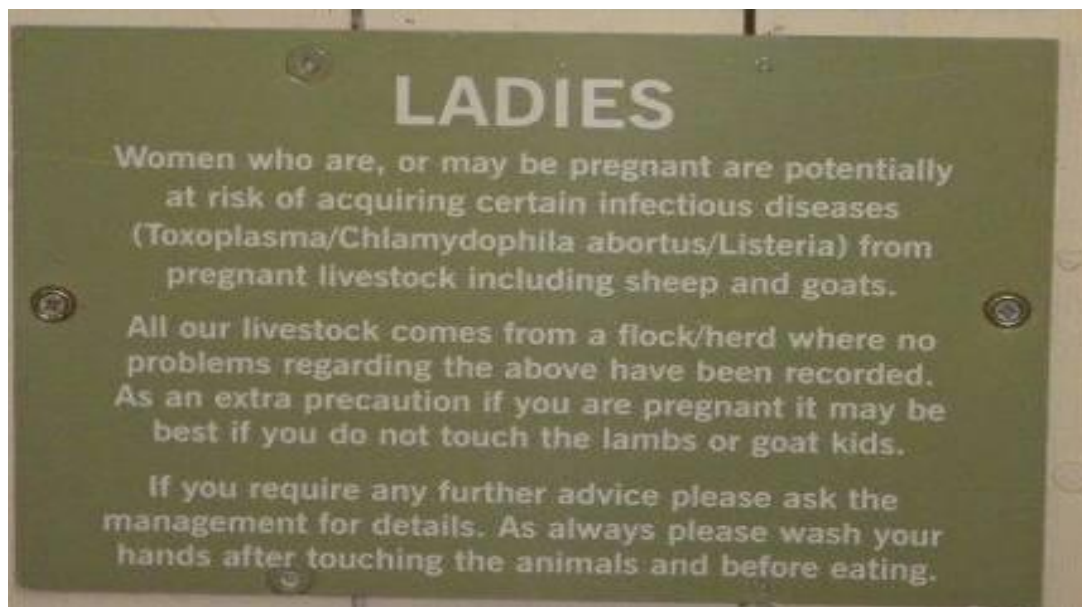 LADIES
Women who are, or may be pregnant are potentially
at risk of acquiring certain infectious diseases
(Toxoplasma/Chlamydophila abortus/Listeria) from
pregnant livestock including sheep and goats.
All our livestock comes from a flock/herd where no
problems regarding the above have been recorded.
As an extra precaution if you are pregnant it may be
best if you do not touch the lambs or goat kids.
If you require any further advice please ask the
management for details. As always please wash your
hands after touching the animals and before eating.